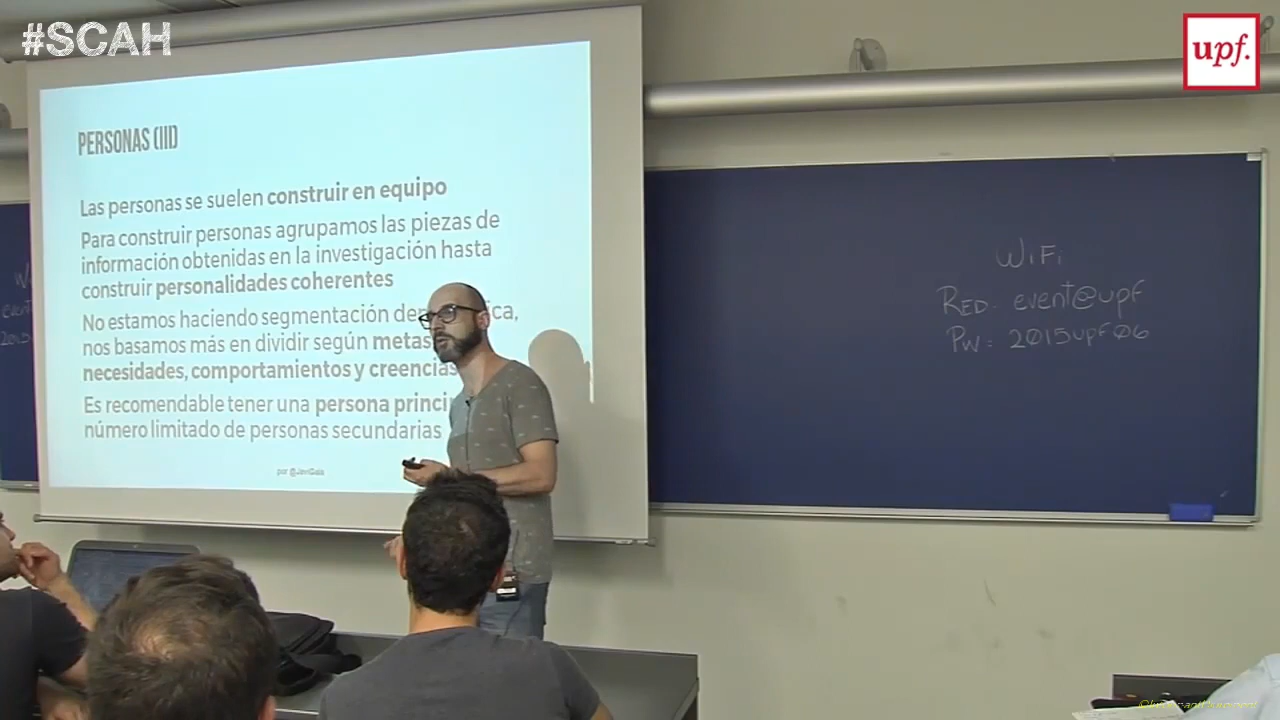 #SCAH
upf.
PERSONAS (III)
Las personas se suelen construir en equipo
Para construir personas agrupamos las piezas de
información obtenidas en la investigación hasta
construir personalidades coherentes
No estamos haciendo segmentación ica,
nos basamos más en dividir según metas
necesidades, comportamientos y creencias
Es recomendable tener una persona princi
número limitado de personas secundarias
por @JaviGala
WiFi
RED: event@upf
PW: 2015upf06